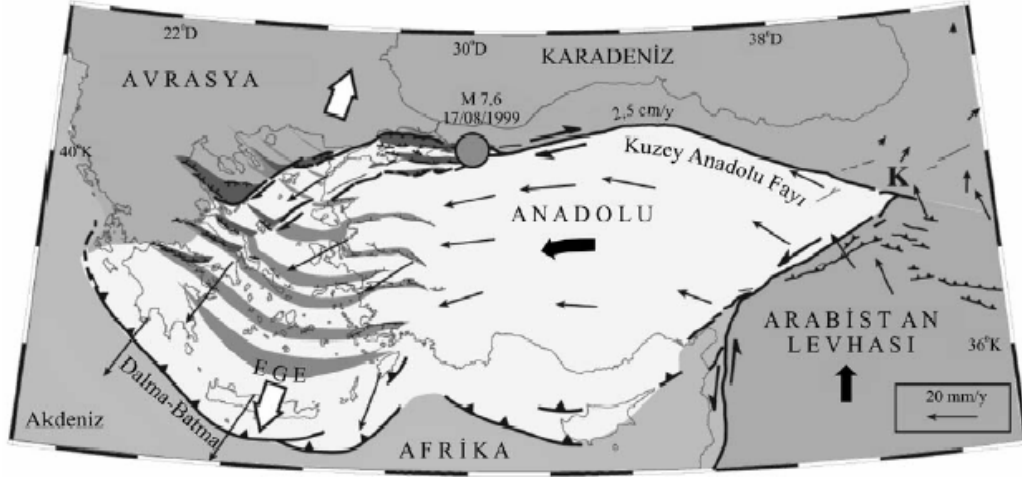 22°D
30°D
38°D
AVRASYA
KARADENİZ
M 7.6
17/08/1999
2,5 cm/y
40°K
Kuzey Anadolu Fayı
K
ANADOLU
ARABİSTAN
LEVHASI
36°K
EGE
Dalma-Batma
20 mm/y
Akdeniz
AFRİKA